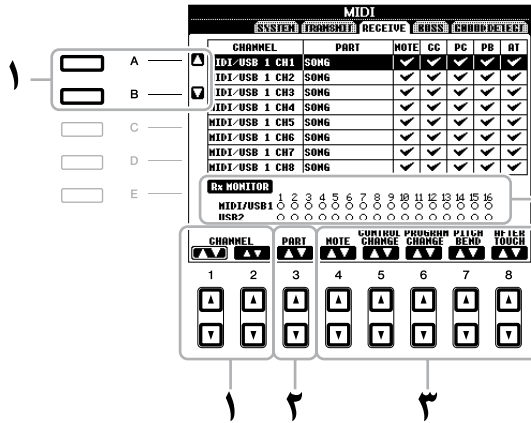 MIDI
SYSTEM TRANSMIT RECEIVE BASS CHORD DETECT
CHANNEL PART NOTE CC PC PB AT
MIDI/USB 1 CH1 SONG
MIDI/USB 1 CH2 SONG
MIDI/USB 1 CH3 SONG
MIDI/USB 1 CH4 SONG
MIDI/USB 1 CH5 SONG
MIDI/USB 1 CH6 SONG
MIDI/USB 1 CH7 SONG
MIDI/USB 1 CH8 SONG
A
B
C
D
E
١
Rx MONITOR
1 2 3 4 5 6 7 8 9 10 11 12 13 14 15 16
MIDI/USB1
USB2
CHANNEL PART NOTE CONTROL CHANGE PROGRAM CHANGE PITCH BEND AFTER TOUCH
1 2 3 4 5 6 7 8
١ ٢ ٣